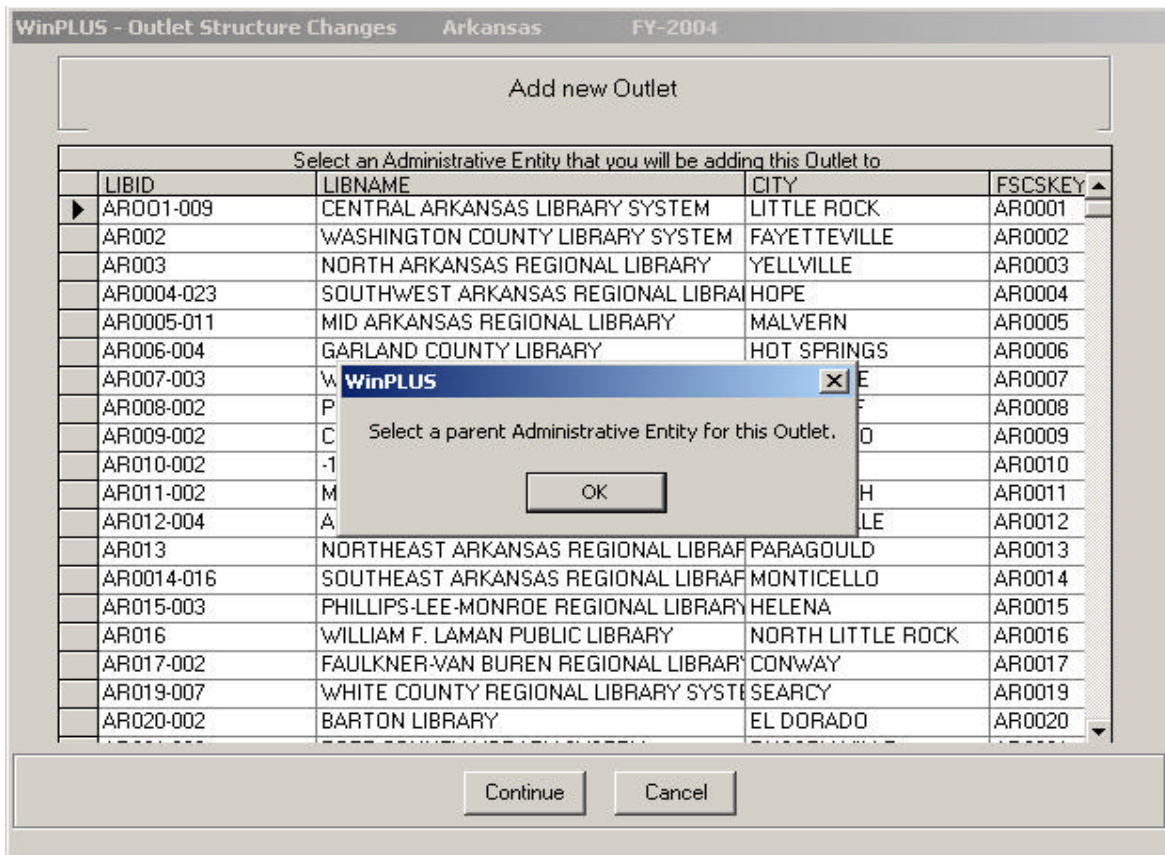 WinPLUS - Outlet Structure Changes Arkansas FY-2004
Add new Outlet
Select an Administrative Entity that you will be adding this Outlet to
LIBID LIBNAME CITY FSCSKEY
AROO1-009 CENTRAL ARKANSAS LIBRARY SYSTEM LITTLE ROCK AR0001
AR002 WASHINGTON COUNTY LIBRARY SYSTEM FAYETTEVILLE AR0002
AR003 NORTH ARKANSAS REGIONAL LIBRARY YELLVILLE AR0003
AR0004-023 SOUTHWEST ARKANSAS REGIONAL LIBRA HOPE AR0004
AR0005-011 MID ARKANSAS REGIONAL LIBRARY MALVERN AR0005
AR006-004 GARLAND COUNTY LIBRARY HOT SPRINGS AR0006
AR007-003 W E AR0007
AR008-002 P F AR0008
AR009-002 C O AR0009
AR010-002 -1 AR0010
AR011-002 M H AR0011
AR012-004 A LE AR0012
WinPLUS
Select a parent Administrative Entity for this Outlet.
OK
AR013 NORTHEAST ARKANSAS REGIONAL LIBRAR PARAGOULD AR0013
AR0014-016 SOUTHEAST ARKANSAS REGIONAL LIBRAR MONTICELLO AR0014
AR015-003 PHILLIPS-LEE-MONROE REGIONAL LIBRARY HELENA AR0015
AR016 WILLIAM F. LAMAN PUBLIC LIBRARY NORTH LITTLE ROCK AR0016
AR017-002 FAULKNER-VAN BUREN REGIONAL LIBRARY CONWAY AR0017
AR019-007 WHITE COUNTY REGIONAL LIBRARY SYSTE SEARCY AR0019
AR020-002 BARTON LIBRARY EL DORADO AR0020
Continue Cancel